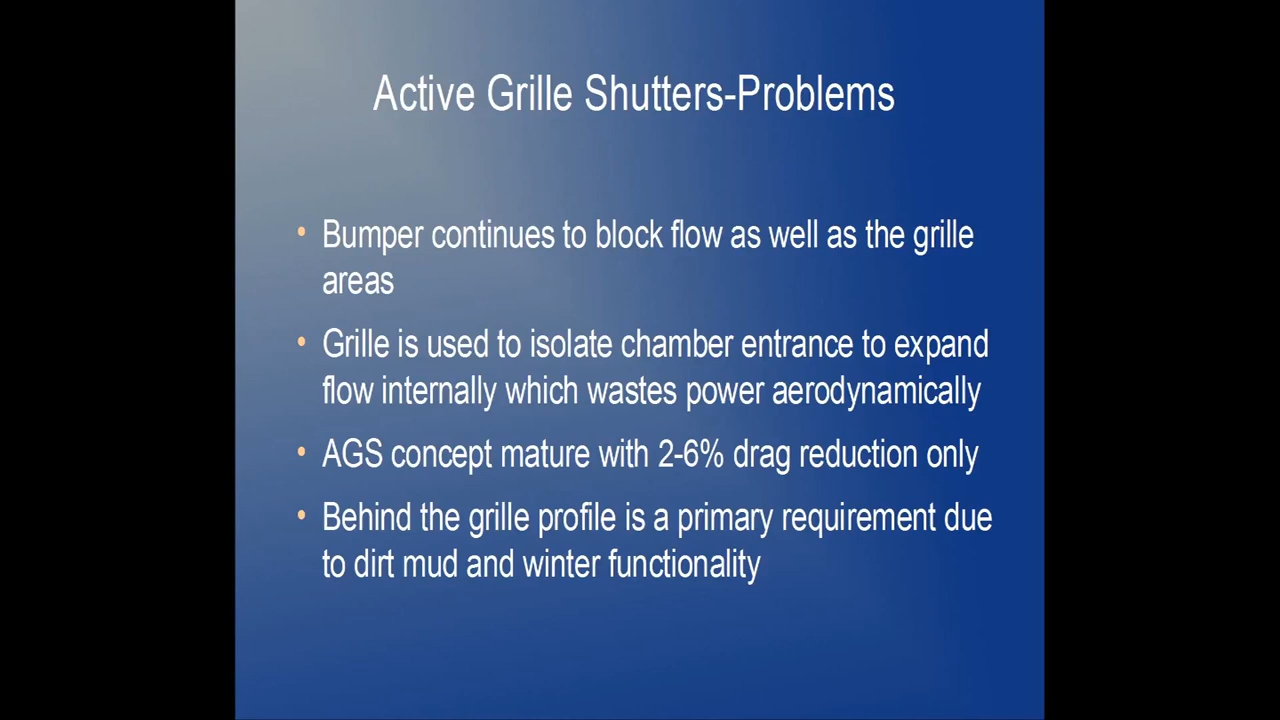 Active Grille Shutters-Problems
• Bumper continues to block flow as well as the grille
areas
• Grille is used to isolate chamber entrance to expand
flow internally which wastes power aerodynamically
• AGS concept mature with 2-6% drag reduction only
• Behind the grille profile is a primary requirement due
to dirt mud and winter functionality